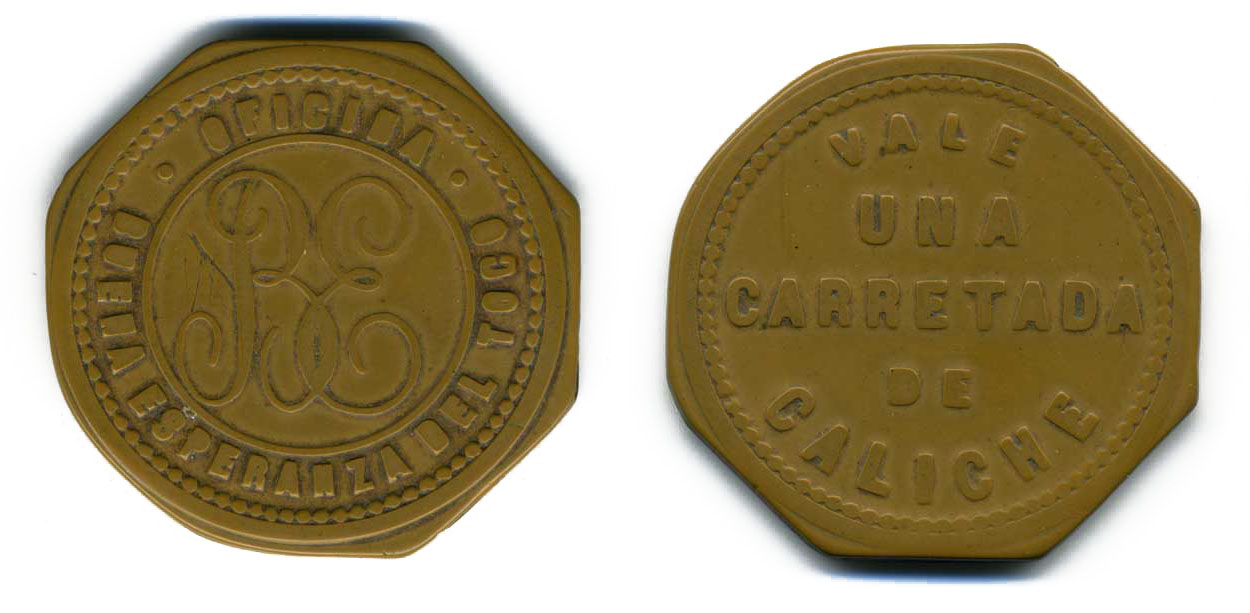 OFICINA
BUENA ESPERANZA DEL TOCO
VALE
UNA
CARRETADA
DE
CALICHE